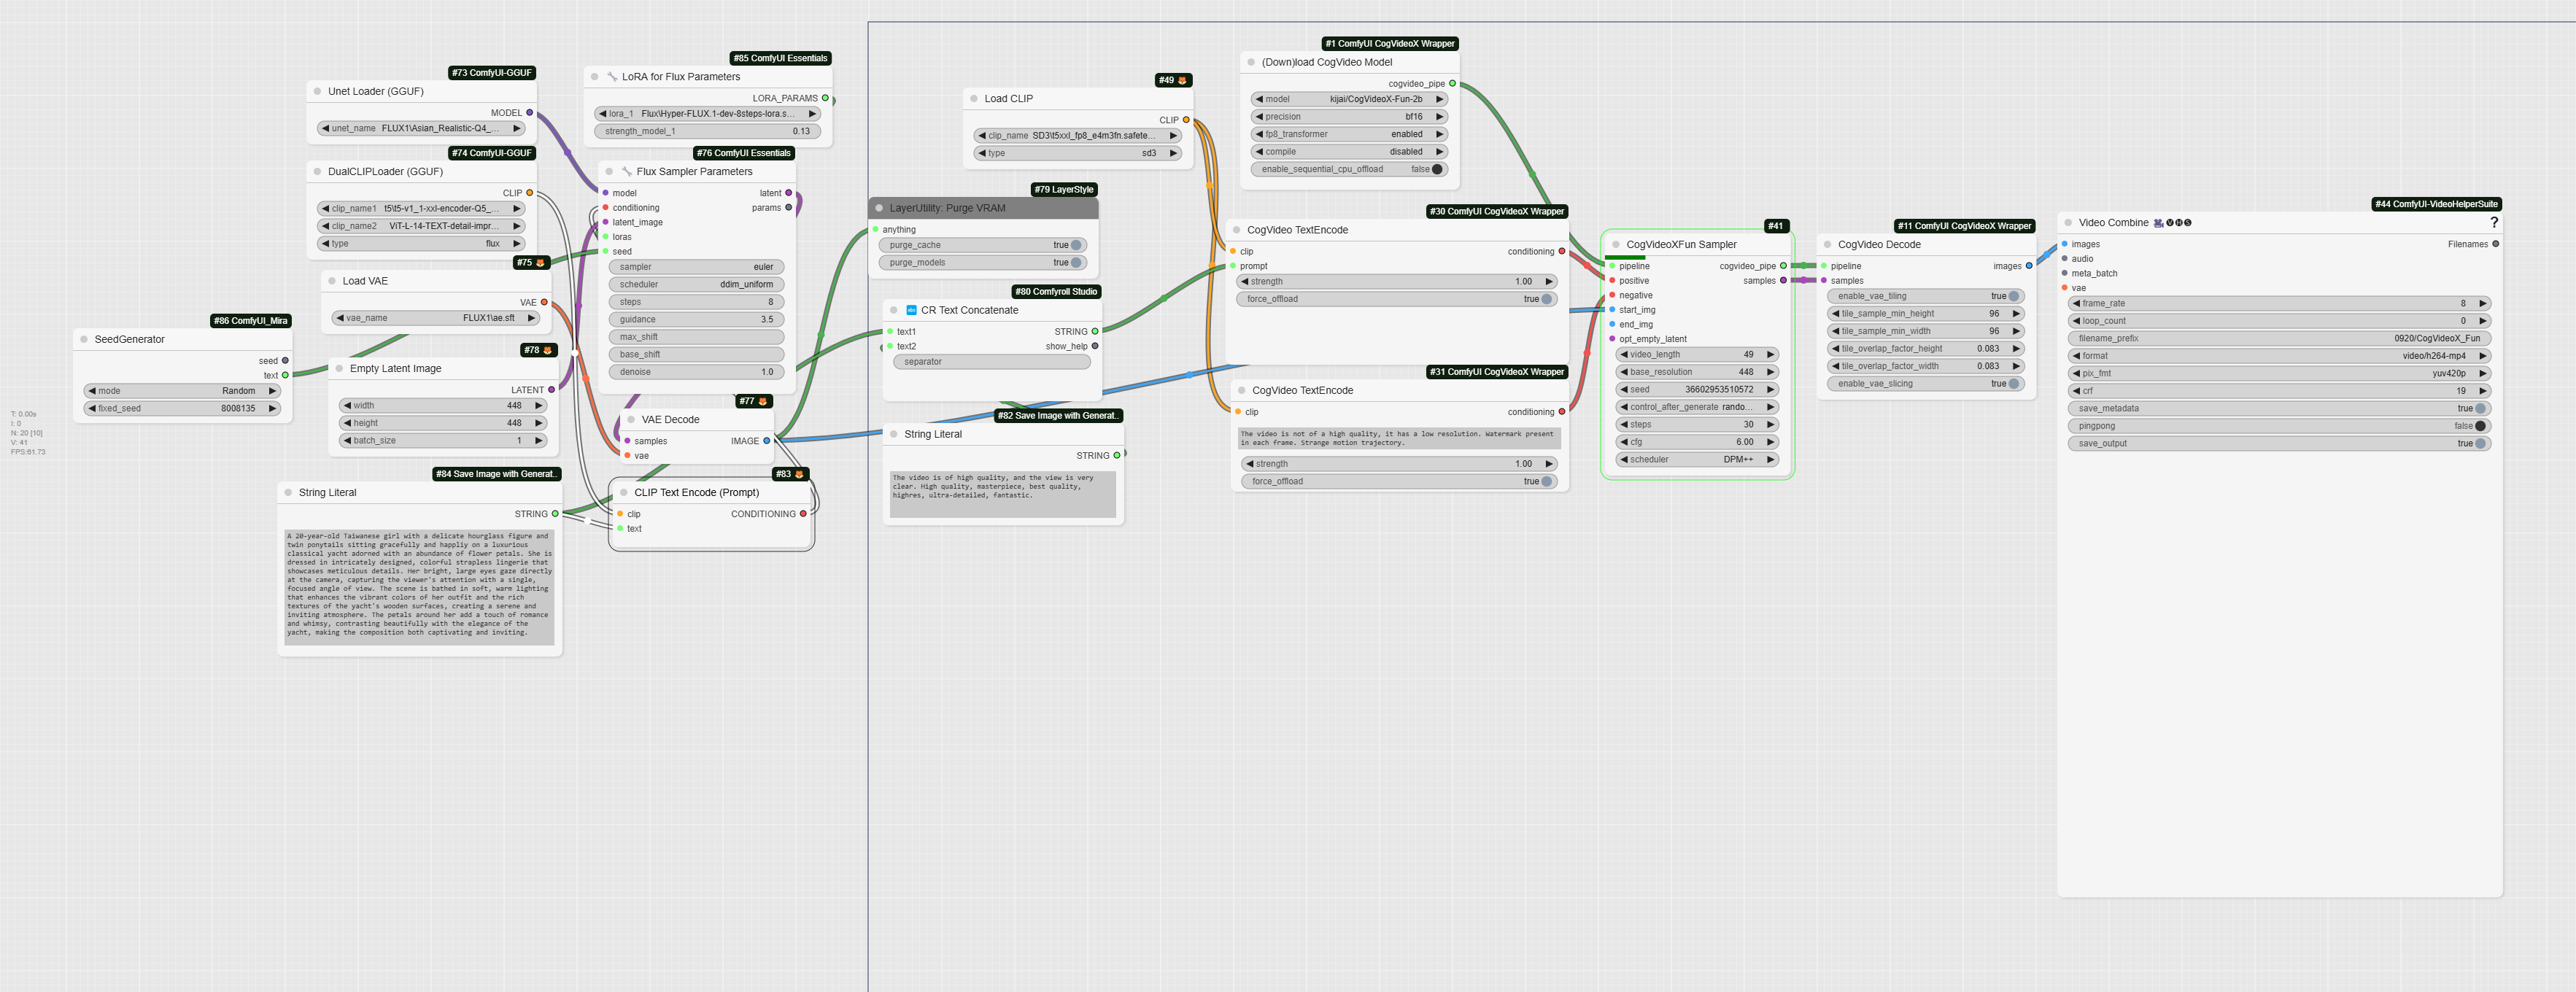 #1 ComfyUI CogVideoX Wrapper
(Down)load CogVideo Model
cogvideo_pipe
model kijai/CogVideoX-Fun-2b
precision bf16
fp8_transformer enabled
compile disabled
enable_sequential_cpu_offload false
#85 ComfyUI Essentials
LoRA for Flux Parameters
LORA_PARAMS
lora_1 Flux\Hyper-FLUX.1-dev-8steps-lora.s...
strength_model_1 0.13
#73 ComfyUI-GGUF
Unet Loader (GGUF)
MODEL
unet_name FLUX1\Asian_Realistic-Q4_...
#49
Load CLIP
CLIP
clip_name SD3\t5xxl_fp8_e4m3fn.safete...
type sd3
#74 ComfyUI-GGUF
DualCLIPLoader (GGUF)
CLIP
clip_name1 t5\t5-v1_1-xxl-encoder-Q5_...
clip_name2 ViT-L-14-TEXT-detail-impr...
type flux
#76 ComfyUI Essentials
Flux Sampler Parameters
model latent
conditioning params
latent_image
loras
seed
sampler euler
scheduler ddim_uniform
steps 8
guidance 3.5
max_shift
base_shift
denoise 1.0
#79 LayerStyle
LayerUtility: Purge VRAM
anything
purge_cache true
purge_models true
#30 ComfyUI CogVideoX Wrapper
CogVideo TextEncode
clip conditioning
prompt
strength 1.00
force_offload true
#41
CogVideoXFun Sampler
pipeline cogvideo_pipe
positive samples
negative
start_img
end_img
opt_empty_latent
video_length 49
base_resolution 448
seed 36602953510572
control_after_generate rando...
steps 30
cfg 6.00
scheduler DPM++
#11 ComfyUI CogVideoX Wrapper
CogVideo Decode
pipeline images
samples
enable_vae_tiling true
tile_sample_min_height 96
tile_sample_min_width 96
tile_overlap_factor_height 0.083
tile_overlap_factor_width 0.083
enable_vae_slicing true
#44 ComfyUI-VideoHelperSuite
Video Combine 🎥🅥🅗🅢
?
images Filenames
audio
meta_batch
vae
frame_rate 8
loop_count 0
filename_prefix 0920/CogVideoX_Fun
format video/h264-mp4
pix_fmt yuv420p
crf 19
save_metadata true
pingpong false
save_output true
#75
Load VAE
VAE
vae_name FLUX1\ae.sft
#80 Comfyroll Studio
abc CR Text Concatenate
text1 STRING
text2 show_help
separator
#86 ComfyUI_Mira
SeedGenerator
seed
text
mode Random
fixed_seed 8008135
#78
Empty Latent Image
LATENT
width 448
height 448
batch_size 1
#31 ComfyUI CogVideoX Wrapper
CogVideo TextEncode
clip conditioning
The video is not of a high quality, it has a low resolution. Watermark present
in each frame. Strange motion trajectory.
strength 1.00
force_offload true
#77
VAE Decode
samples IMAGE
vae
#82 Save Image with Generat..
String Literal
STRING
The video is of high quality, and the view is very
clear. High quality, masterpiece, best quality,
highres, ultra-detailed, fantastic.
T: 0.00s
I: 0
N: 20 [10]
V: 41
FPS:61.73
#84 Save Image with Generat..
String Literal
STRING
A 20-year-old Taiwanese girl with a delicate hourglass figure and
twin ponytails sitting gracefully and happliy on a luxurious
classical yacht adorned with an abundance of flower petals. She is
dressed in intricately designed, colorful strapless lingerie that
showcases meticulous details. Her bright, large eyes gaze directly
at the camera, capturing the viewer's attention with a single,
focused angle of view. The scene is bathed in soft, warm lighting
that enhances the vibrant colors of her outfit and the rich
textures of the yacht's wooden surfaces, creating a serene and
inviting atmosphere. The petals around her add a touch of romance
and whimsy, contrasting beautifully with the elegance of the
yacht, making the composition both captivating and inviting.
#83
CLIP Text Encode (Prompt)
clip CONDITIONING
text